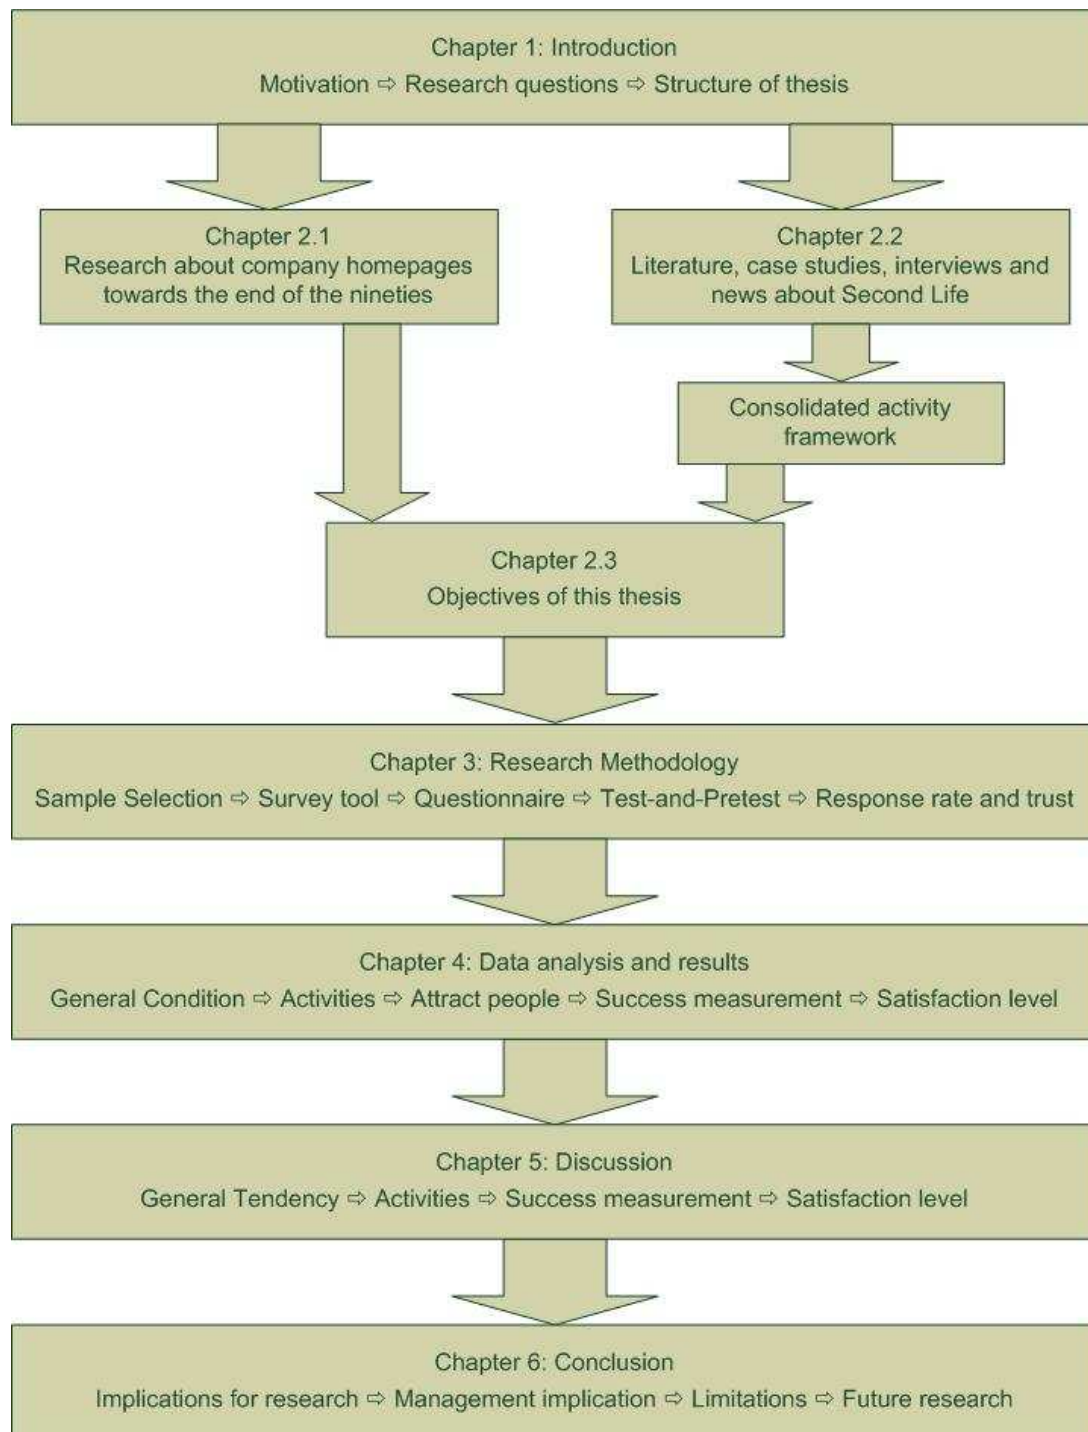 Chapter 1: Introduction
Motivation ⇨ Research questions ⇨ Structure of thesis
Chapter 2.1
Research about company homepages
towards the end of the nineties
Chapter 2.2
Literature, case studies, interviews and
news about Second Life
Consolidated activity
framework
Chapter 2.3
Objectives of this thesis
Chapter 3: Research Methodology
Sample Selection ⇨ Survey tool ⇨ Questionnaire ⇨ Test-and-Pretest ⇨ Response rate and trust
Chapter 4: Data analysis and results
General Condition ⇨ Activities ⇨ Attract people ⇨ Success measurement ⇨ Satisfaction level
Chapter 5: Discussion
General Tendency ⇨ Activities ⇨ Success measurement ⇨ Satisfaction level
Chapter 6: Conclusion
Implications for research ⇨ Management implication ⇨ Limitations ⇨ Future research